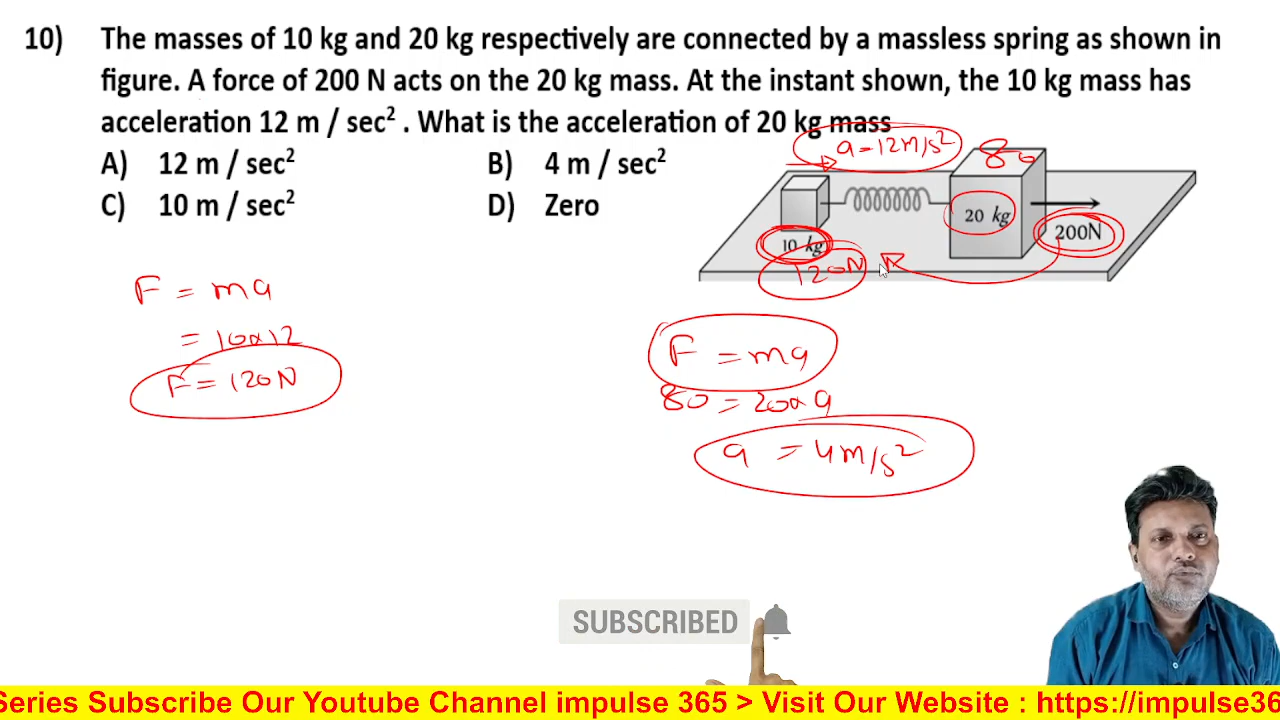 10) The masses of 10 kg and 20 kg respectively are connected by a massless spring as shown in
figure. A force of 200 N acts on the 20 kg mass. At the instant shown, the 10 kg mass has
acceleration 12 m / sec² . What is the acceleration of 20 kg mass
A) 12 m / sec² B) 4 m / sec²
C) 10 m / sec² D) Zero
a = 12m/s²
80
20 kg
200N
10 kg
120N
F = ma
= 10×12
F = 120N
F = ma
80 = 20×a
a = 4m/s²
SUBSCRIBED
Series Subscribe Our Youtube Channel impulse 365 > Visit Our Website : https://impulse36